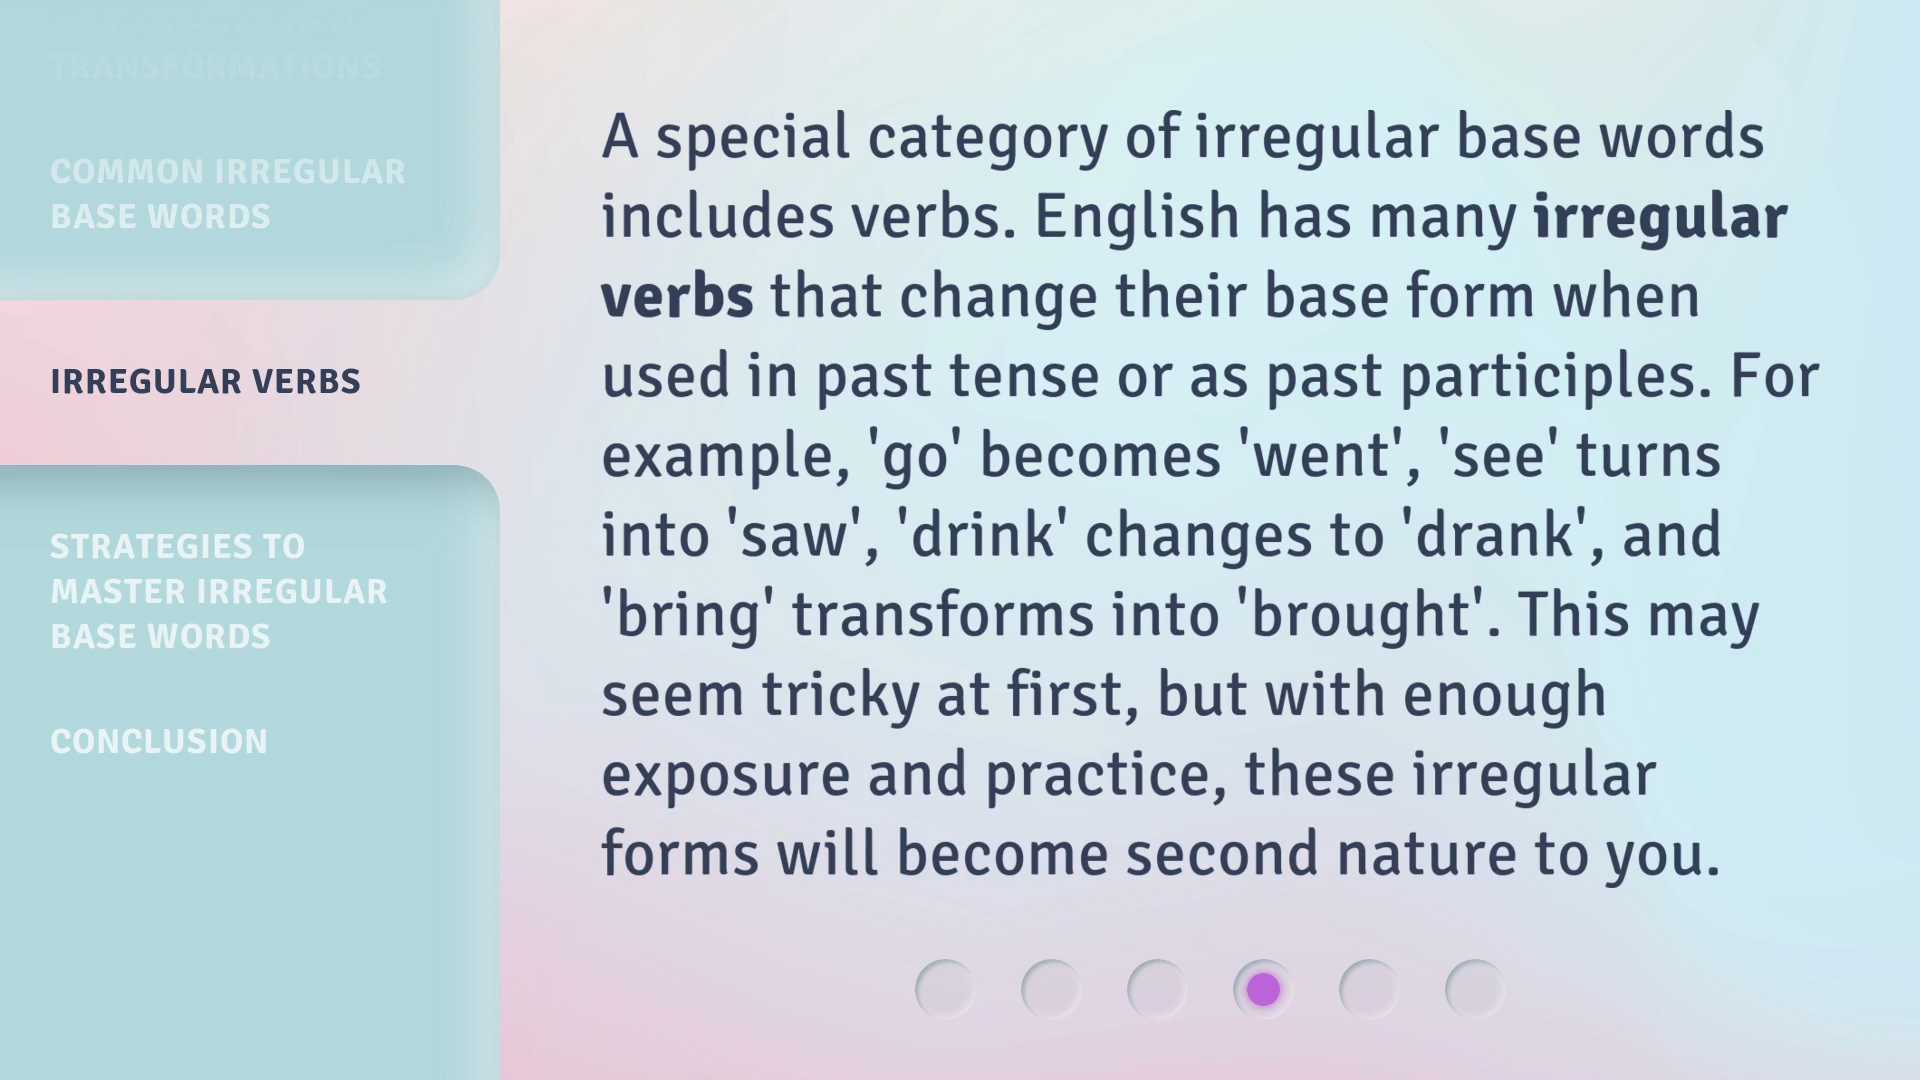 TRANSFORMATIONS
COMMON IRREGULAR
BASE WORDS
IRREGULAR VERBS
STRATEGIES TO
MASTER IRREGULAR
BASE WORDS
CONCLUSION
A special category of irregular base words
includes verbs. English has many irregular
verbs that change their base form when
used in past tense or as past participles. For
example, 'go' becomes 'went', 'see' turns
into 'saw', 'drink' changes to 'drank', and
'bring' transforms into 'brought'. This may
seem tricky at first, but with enough
exposure and practice, these irregular
forms will become second nature to you.